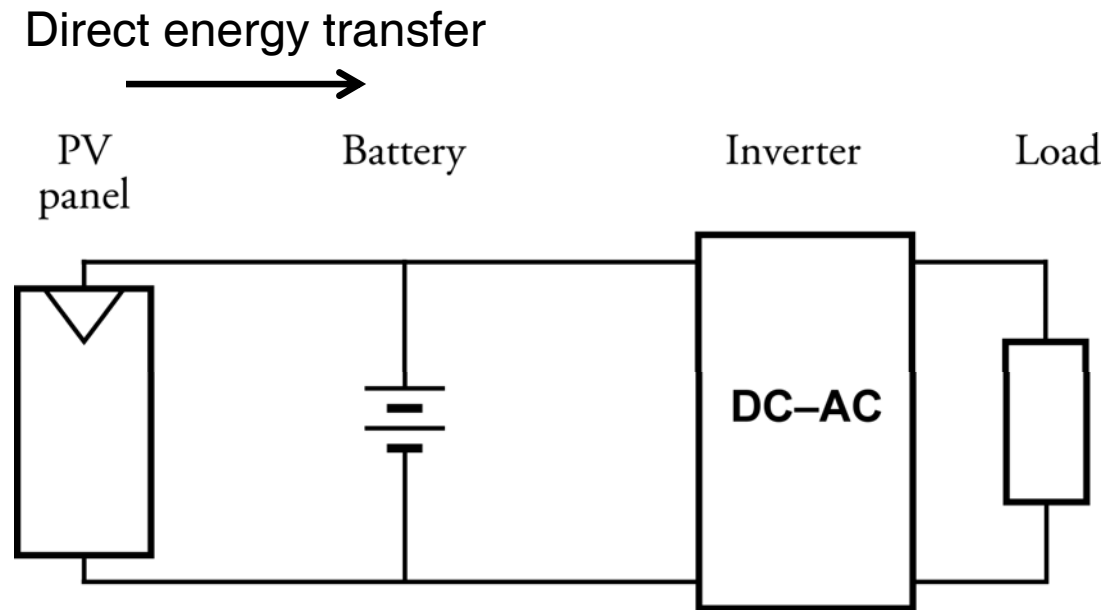 Direct energy transfer
PV
panel
Battery
Inverter
Load
DC–AC